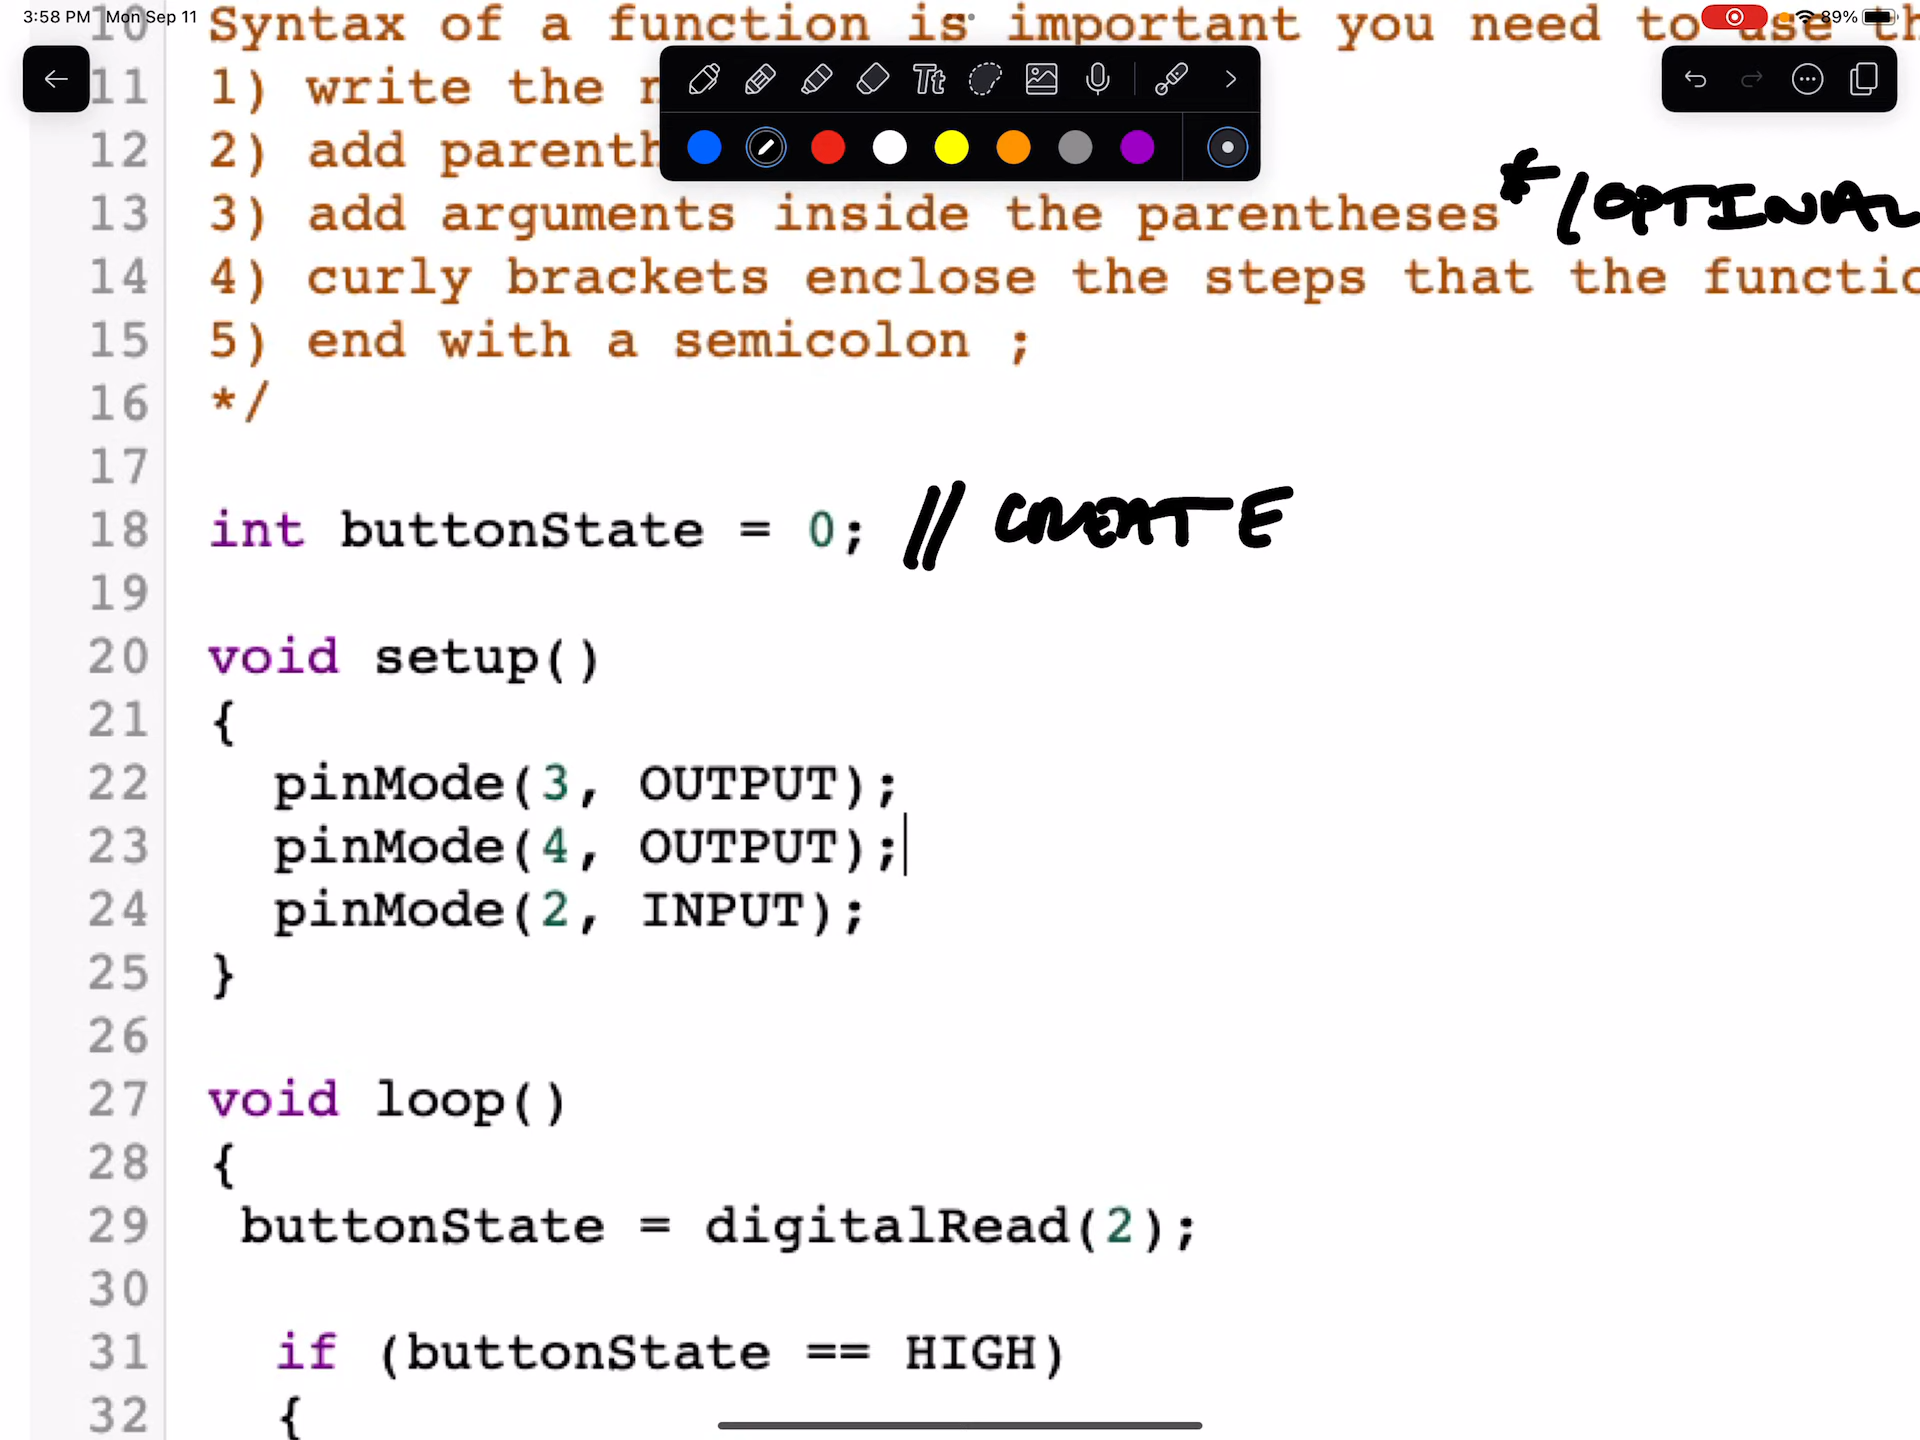 3:58 PM Mon Sep 11 89%
10 Syntax of a function is important you need to use th
11 1) write the
12 2) add parenth
13 3) add arguments inside the parentheses */OPTINAL
14 4) curly brackets enclose the steps that the functio
15 5) end with a semicolon ;
16 */
17
18 int buttonState = 0; // CREATE
19
20 void setup()
21 {
22 pinMode(3, OUTPUT);
23 pinMode(4, OUTPUT);
24 pinMode(2, INPUT);
25 }
26
27 void loop()
28 {
29 buttonState = digitalRead(2);
30
31 if (buttonState == HIGH)
32 {
Tt